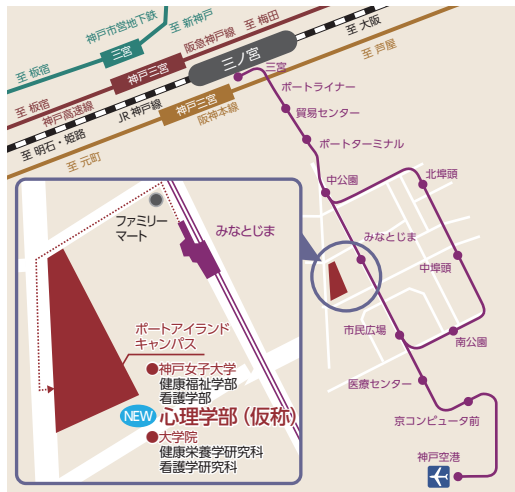 神戸市営地下鉄
至 新神戸
三宮
至 板宿
阪急神戸線
至 梅田
神戸三宮
至 板宿
三ノ宮
至 大阪
神戸高速線
JR 神戸線
至 明石・姫路
至 芦屋
神戸三宮
阪神本線
至 元町
三宮
ポートライナー
貿易センター
ポートターミナル
中公園
北埠頭
みなとじま
中埠頭
市民広場
南公園
医療センター
京コンピュータ前
神戸空港
ファミリー
マート
みなとじま
ポートアイランド
キャンパス
●神戸女子大学
健康福祉学部
看護学部
NEW 心理学部(仮称)
●大学院
健康栄養学研究科
看護学研究科